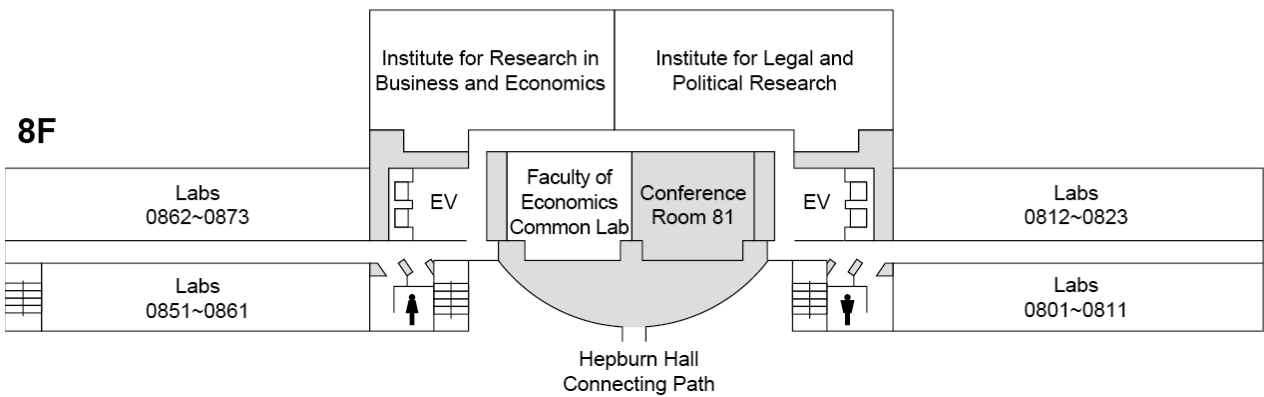 Institute for Research in
Business and Economics
Institute for Legal and
Political Research
8F
Labs
0862~0873
EV
Faculty of
Economics
Common Lab
Conference
Room 81
EV
Labs
0812~0823
Labs
0851~0861
Labs
0801~0811
Hepburn Hall
Connecting Path